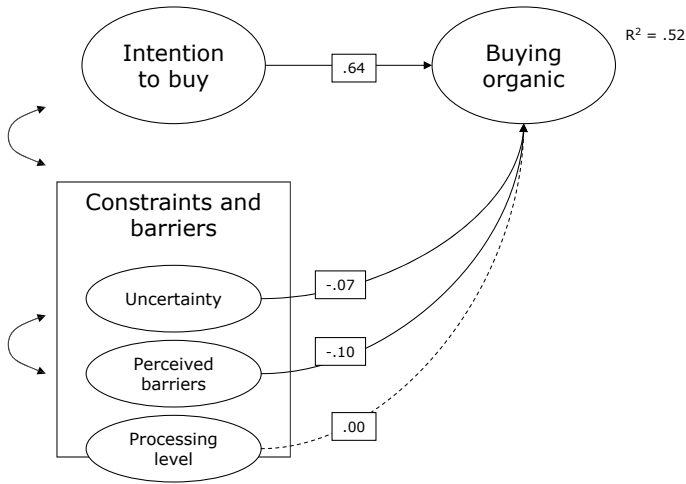 Intention
to buy
.64
Buying
organic
R² = .52
Constraints and
barriers
Uncertainty
-.07
Perceived
barriers
-.10
Processing
level
.00